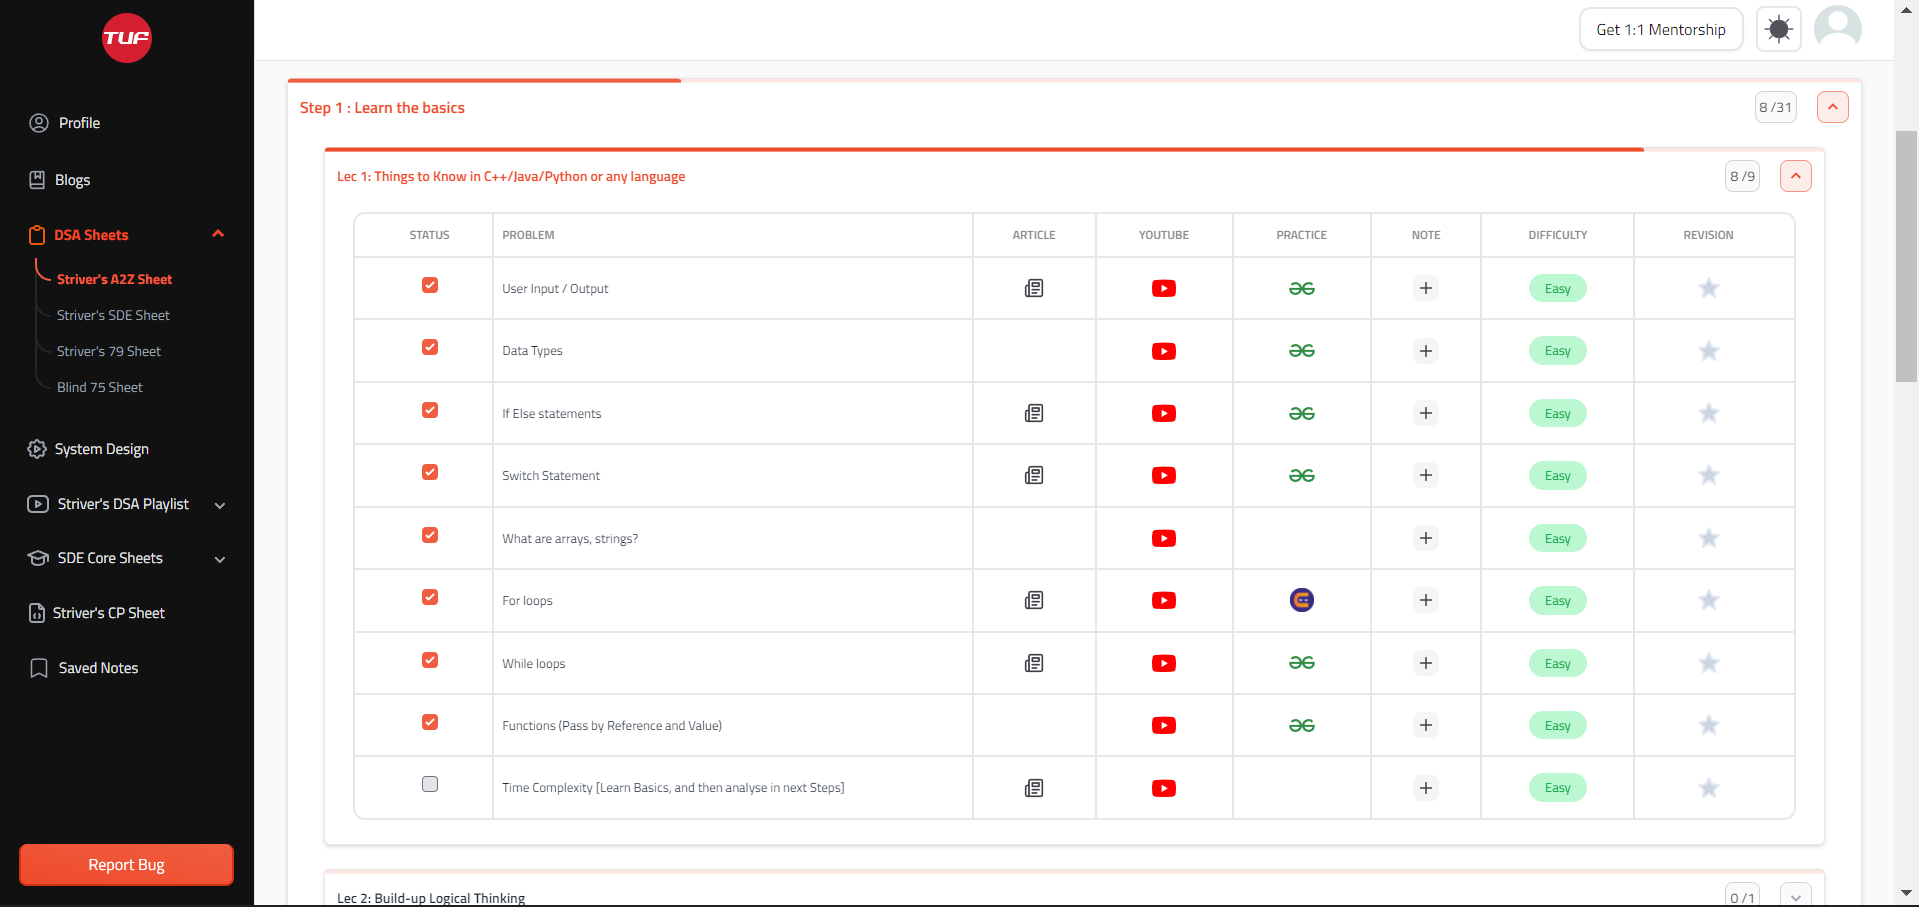 TUF
Get 1:1 Mentorship
Profile
Blogs
DSA Sheets
Striver's A2Z Sheet
Striver's SDE Sheet
Striver's 79 Sheet
Blind 75 Sheet
System Design
Striver's DSA Playlist
SDE Core Sheets
Striver's CP Sheet
Saved Notes
Report Bug
Step 1 : Learn the basics 8 /31
Lec 1: Things to Know in C++/Java/Python or any language 8 /9
STATUS PROBLEM ARTICLE YOUTUBE PRACTICE NOTE DIFFICULTY REVISION
User Input / Output Easy
Data Types Easy
If Else statements Easy
Switch Statement Easy
What are arrays, strings? Easy
For loops Easy
While loops Easy
Functions (Pass by Reference and Value) Easy
Time Complexity [Learn Basics, and then analyse in next Steps] Easy
Lec 2: Build-up Logical Thinking 0 /1